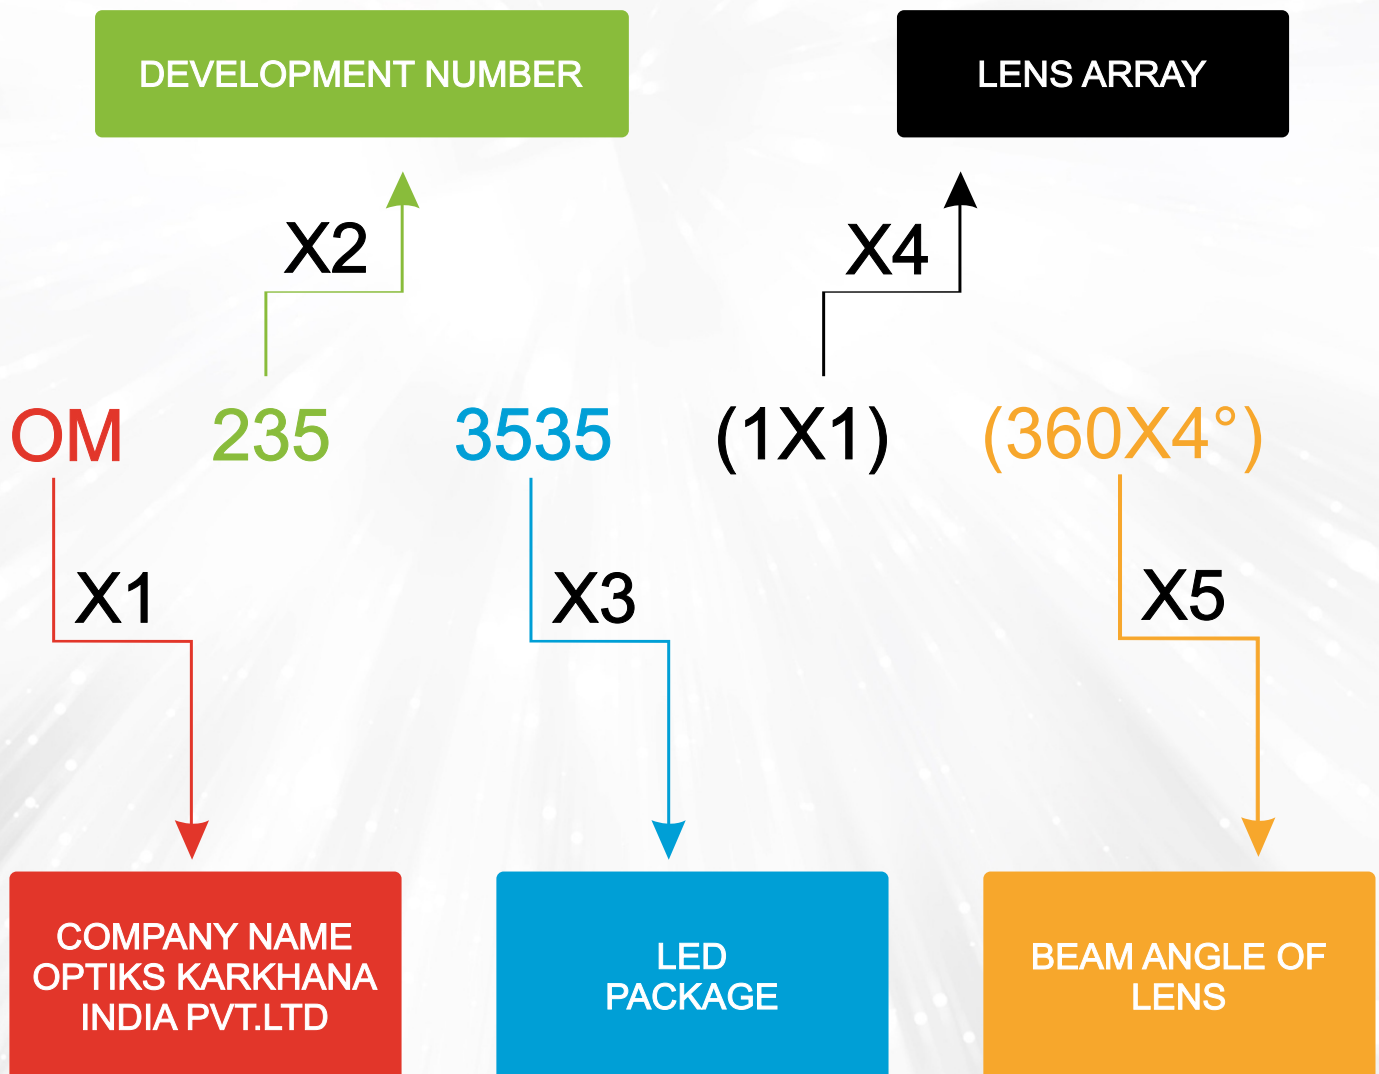 DEVELOPMENT NUMBER
LENS ARRAY
X2
X4
OM 235 3535 (1X1) (360X4°)
X1
X3
X5
COMPANY NAME
OPTIKS KARKHANA
INDIA PVT.LTD
LED
PACKAGE
BEAM ANGLE OF
LENS